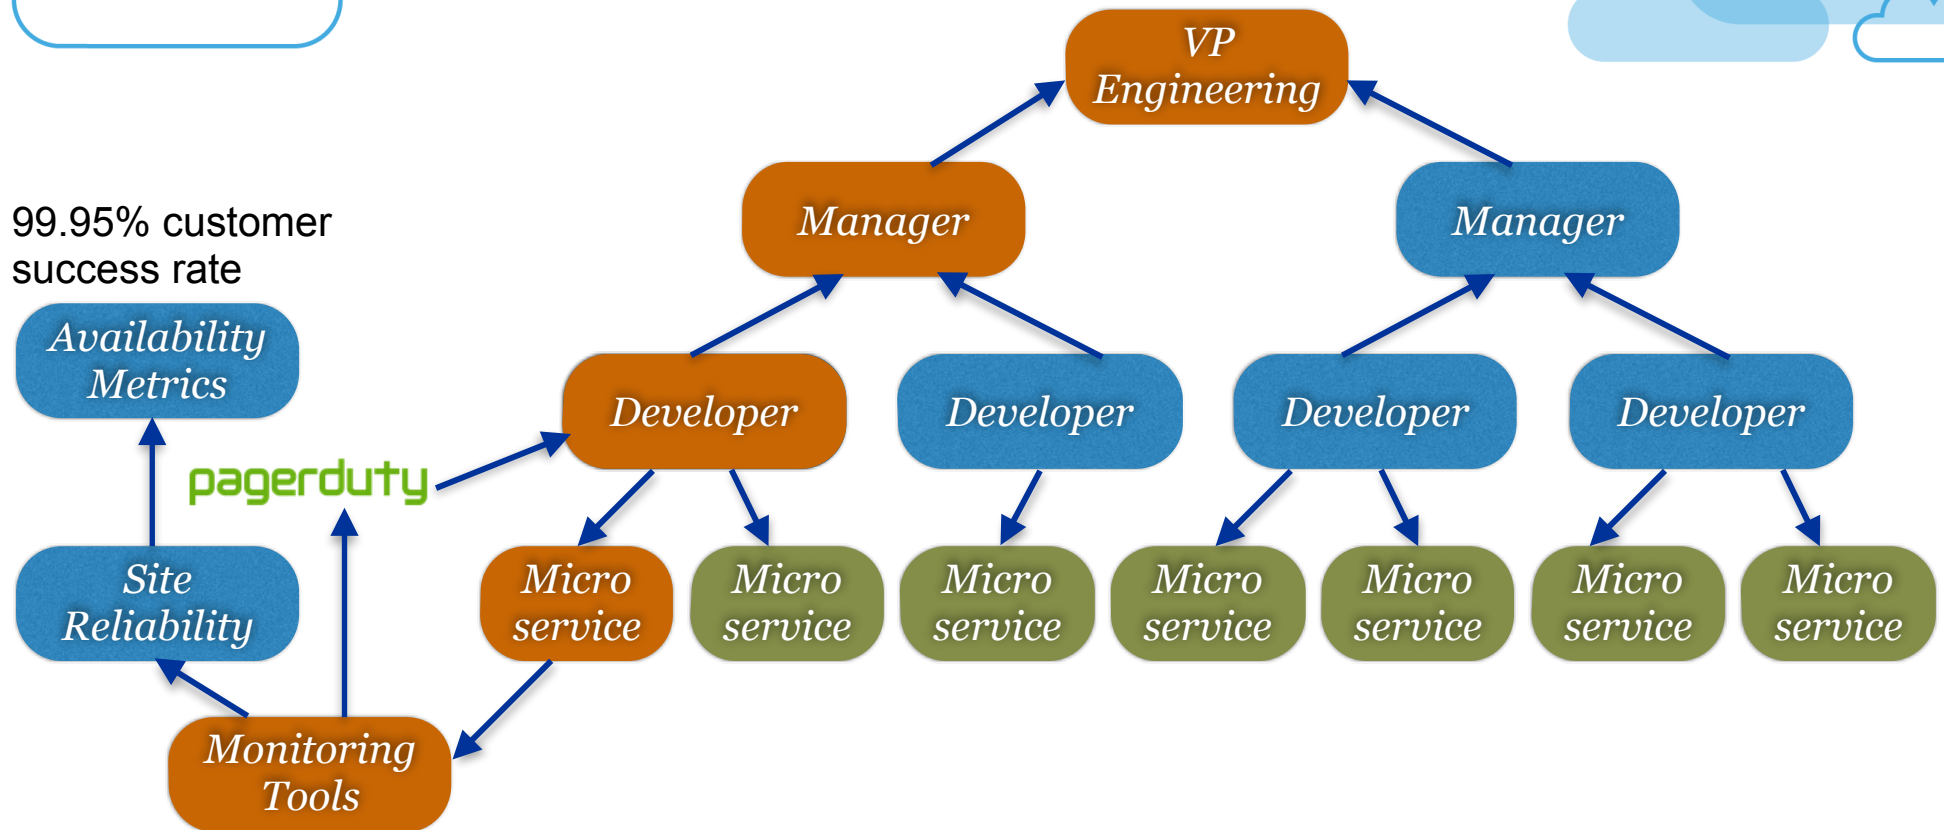 VP
Engineering
Manager
Manager
99.95% customer
success rate
Availability
Metrics
Developer
Developer
Developer
Developer
pagerduty
Site
Reliability
Micro
service
Micro
service
Micro
service
Micro
service
Micro
service
Micro
service
Micro
service
Monitoring
Tools